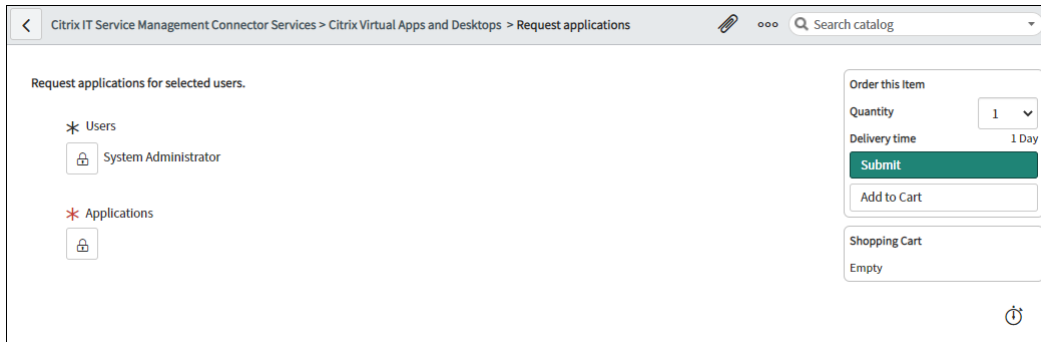 Citrix IT Service Management Connector Services > Citrix Virtual Apps and Desktops > Request applications
Search catalog
Request applications for selected users.
Users
System Administrator
Applications
Order this Item
Quantity 1
Delivery time 1 Day
Submit
Add to Cart
Shopping Cart
Empty